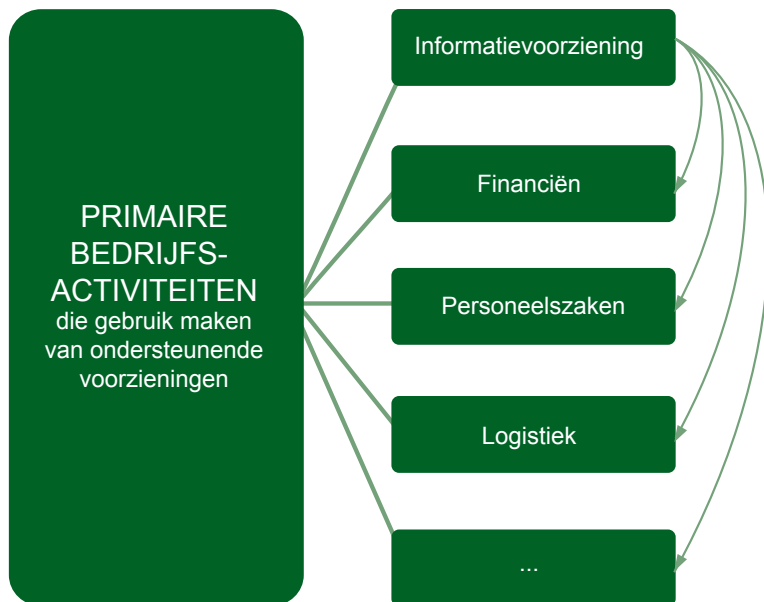 PRIMAIRE
BEDRIJFS-
ACTIVITEITEN
die gebruik maken
van ondersteunende
voorzieningen
Informatievoorziening
Financiën
Personeelszaken
Logistiek
...